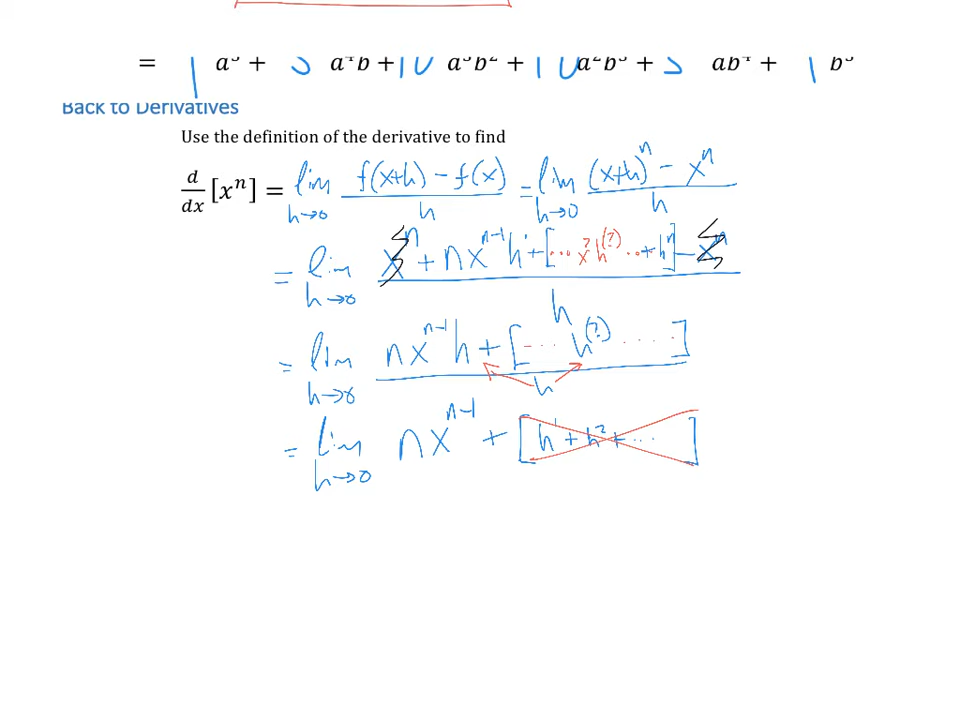 = 1 a⁵ + 5 a⁴b + 10 a³b² + 10 a²b³ + 5 ab⁴ + 1 b⁵
Back to Derivatives
Use the definition of the derivative to find
d/dx [xⁿ] = lim h→0 (f(x+h) − f(x))/h = lim h→0 ((x+h)ⁿ − xⁿ)/h
= lim h→0 (xⁿ + nxⁿ⁻¹h¹ + [... x^? h^(?) ... + hⁿ] − xⁿ)/h
= lim h→0 (nxⁿ⁻¹h + [... h^(?) ....])/h
= lim h→0 nxⁿ⁻¹ + [h¹ + h² + ...]